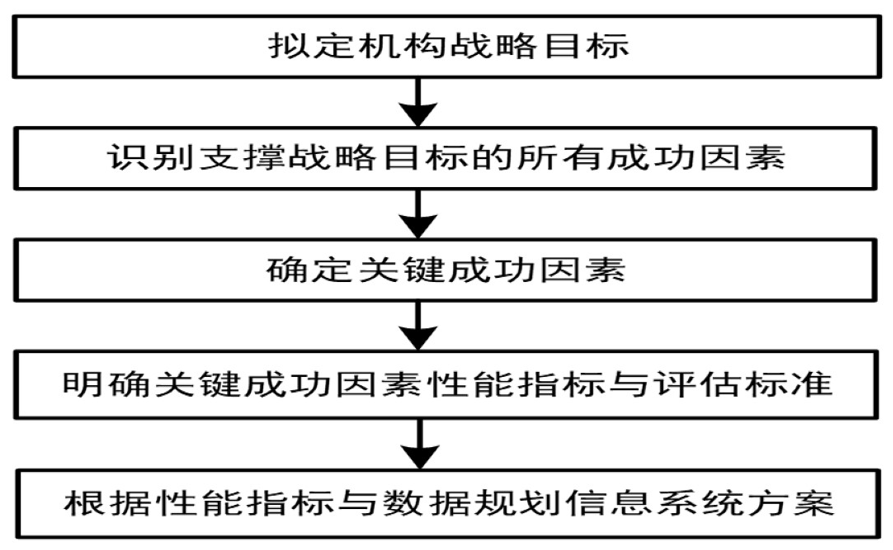 拟定机构战略目标
识别支撑战略目标的所有成功因素
确定关键成功因素
明确关键成功因素性能指标与评估标准
根据性能指标与数据规划信息系统方案